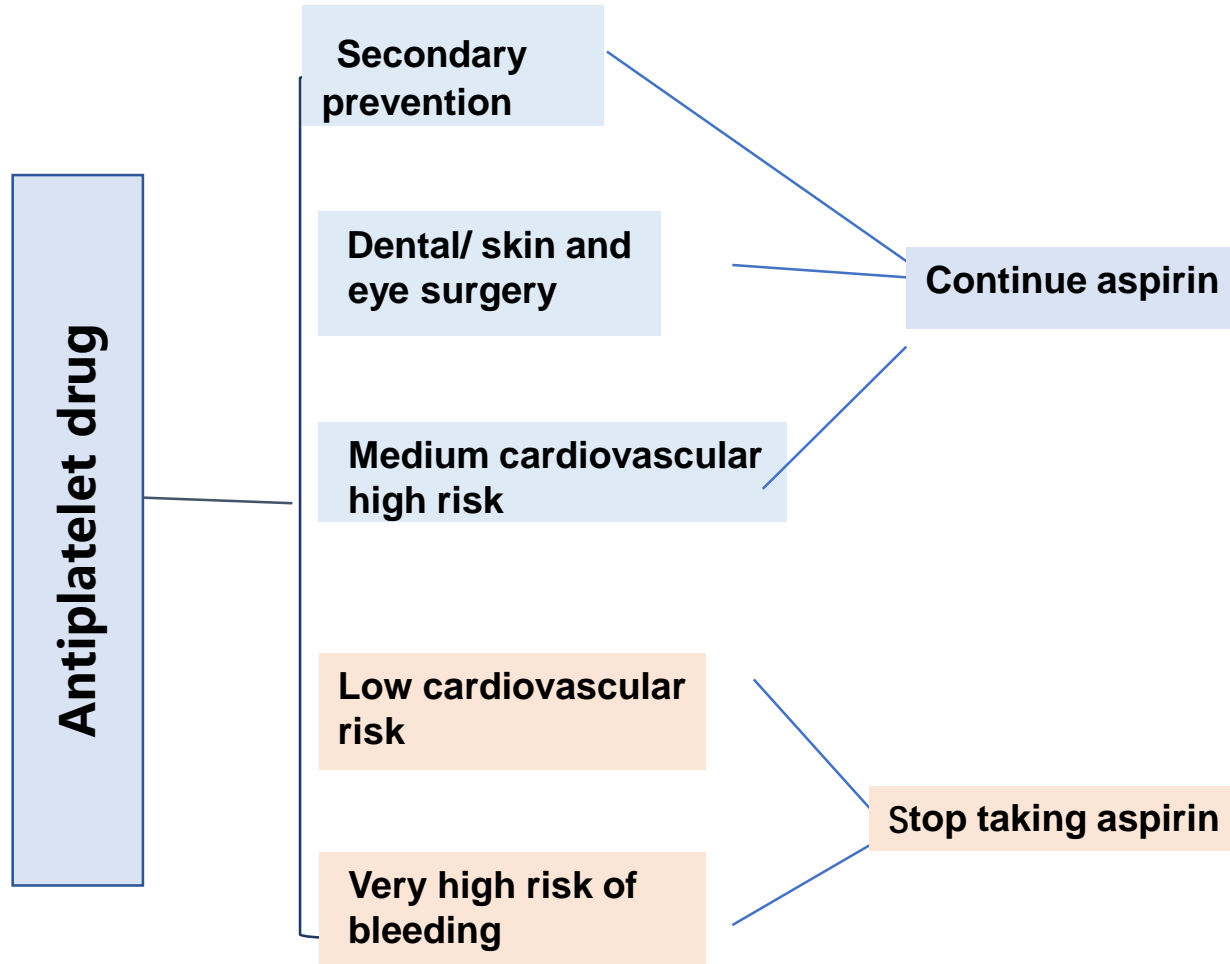 Antiplatelet drug
Secondary
prevention
Dental/ skin and
eye surgery
Medium cardiovascular
high risk
Low cardiovascular
risk
Very high risk of
bleeding
Continue aspirin
Stop taking aspirin